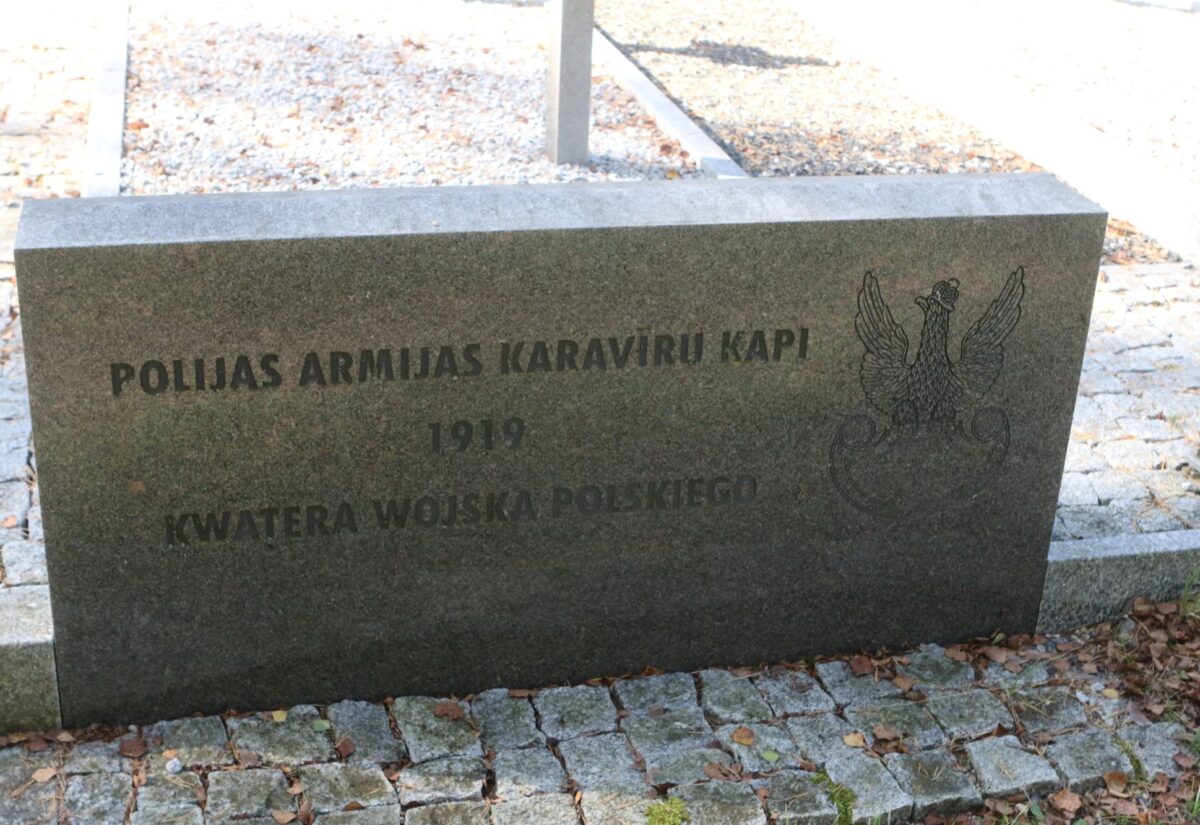 POLIJAS ARMIJAS KARAVĪRU KAPI
1919
KWATERA WOJSKA POLSKIEGO